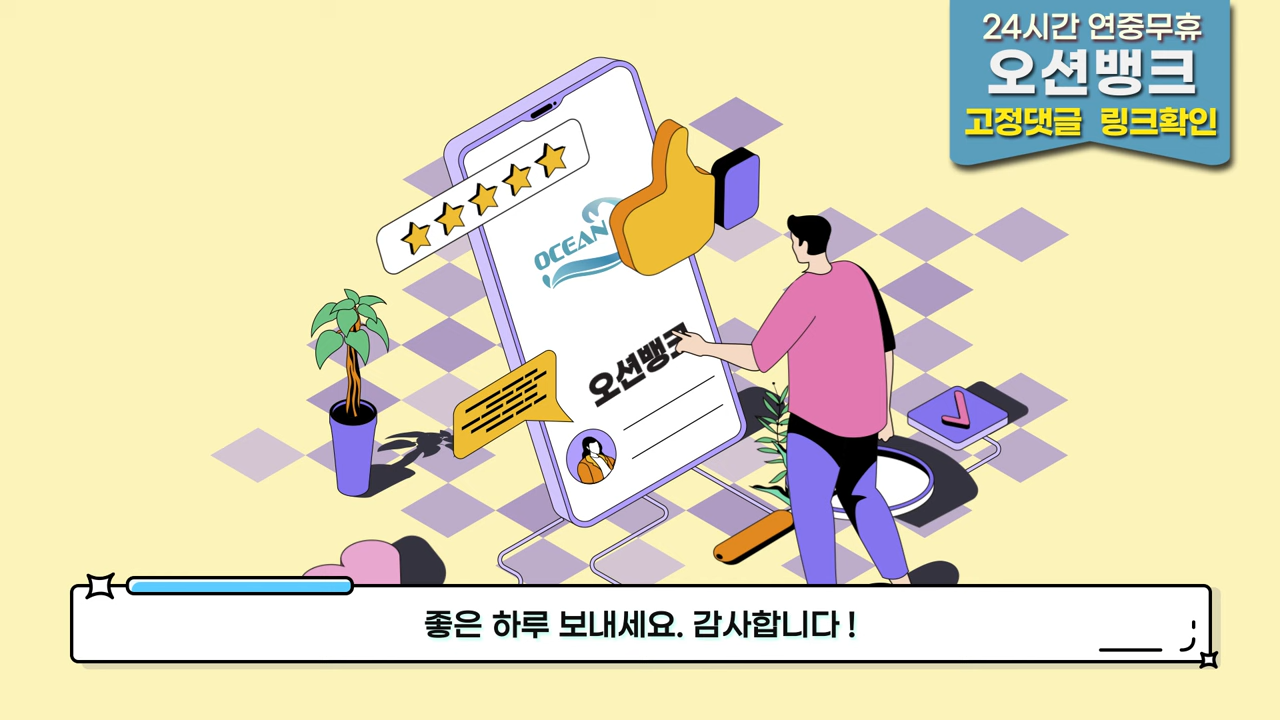 24시간 연중무휴
오션뱅크
고정댓글 링크확인
OCEAN
오션뱅크
좋은 하루 보내세요. 감사합니다!